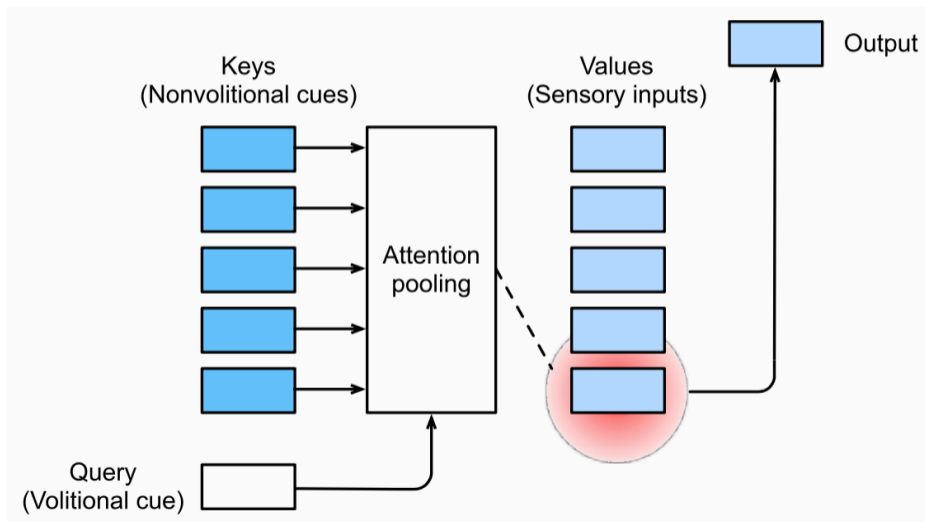 Output
Keys
(Nonvolitional cues)
Values
(Sensory inputs)
Attention
pooling
Query
(Volitional cue)